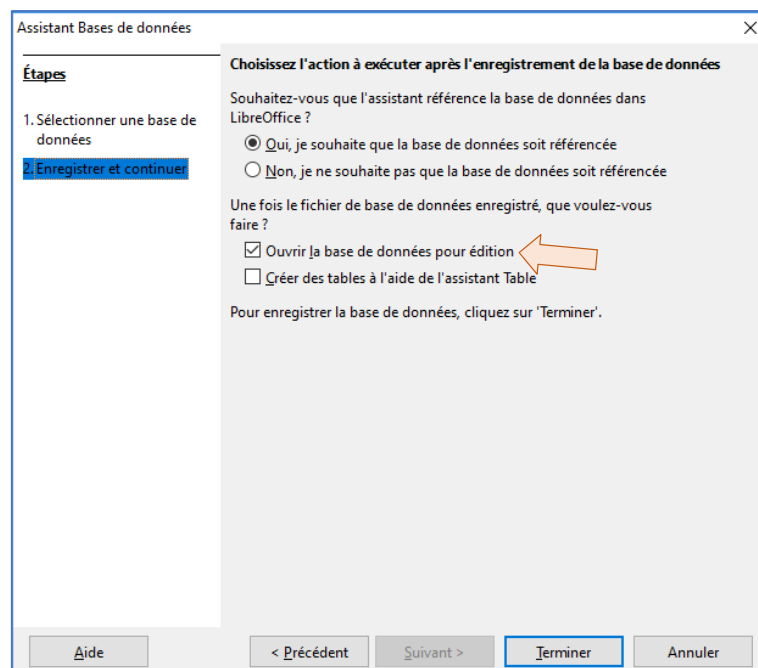 Assistant Bases de données
Étapes
1. Sélectionner une base de
données
2. Enregistrer et continuer
Choisissez l'action à exécuter après l'enregistrement de la base de données
Souhaitez-vous que l'assistant référence la base de données dans
LibreOffice ?
Oui, je souhaite que la base de données soit référencée
Non, je ne souhaite pas que la base de données soit référencée
Une fois le fichier de base de données enregistré, que voulez-vous
faire ?
Ouvrir la base de données pour édition
Créer des tables à l'aide de l'assistant Table
Pour enregistrer la base de données, cliquez sur 'Terminer'.
Aide
< Précédent
Suivant >
Terminer
Annuler